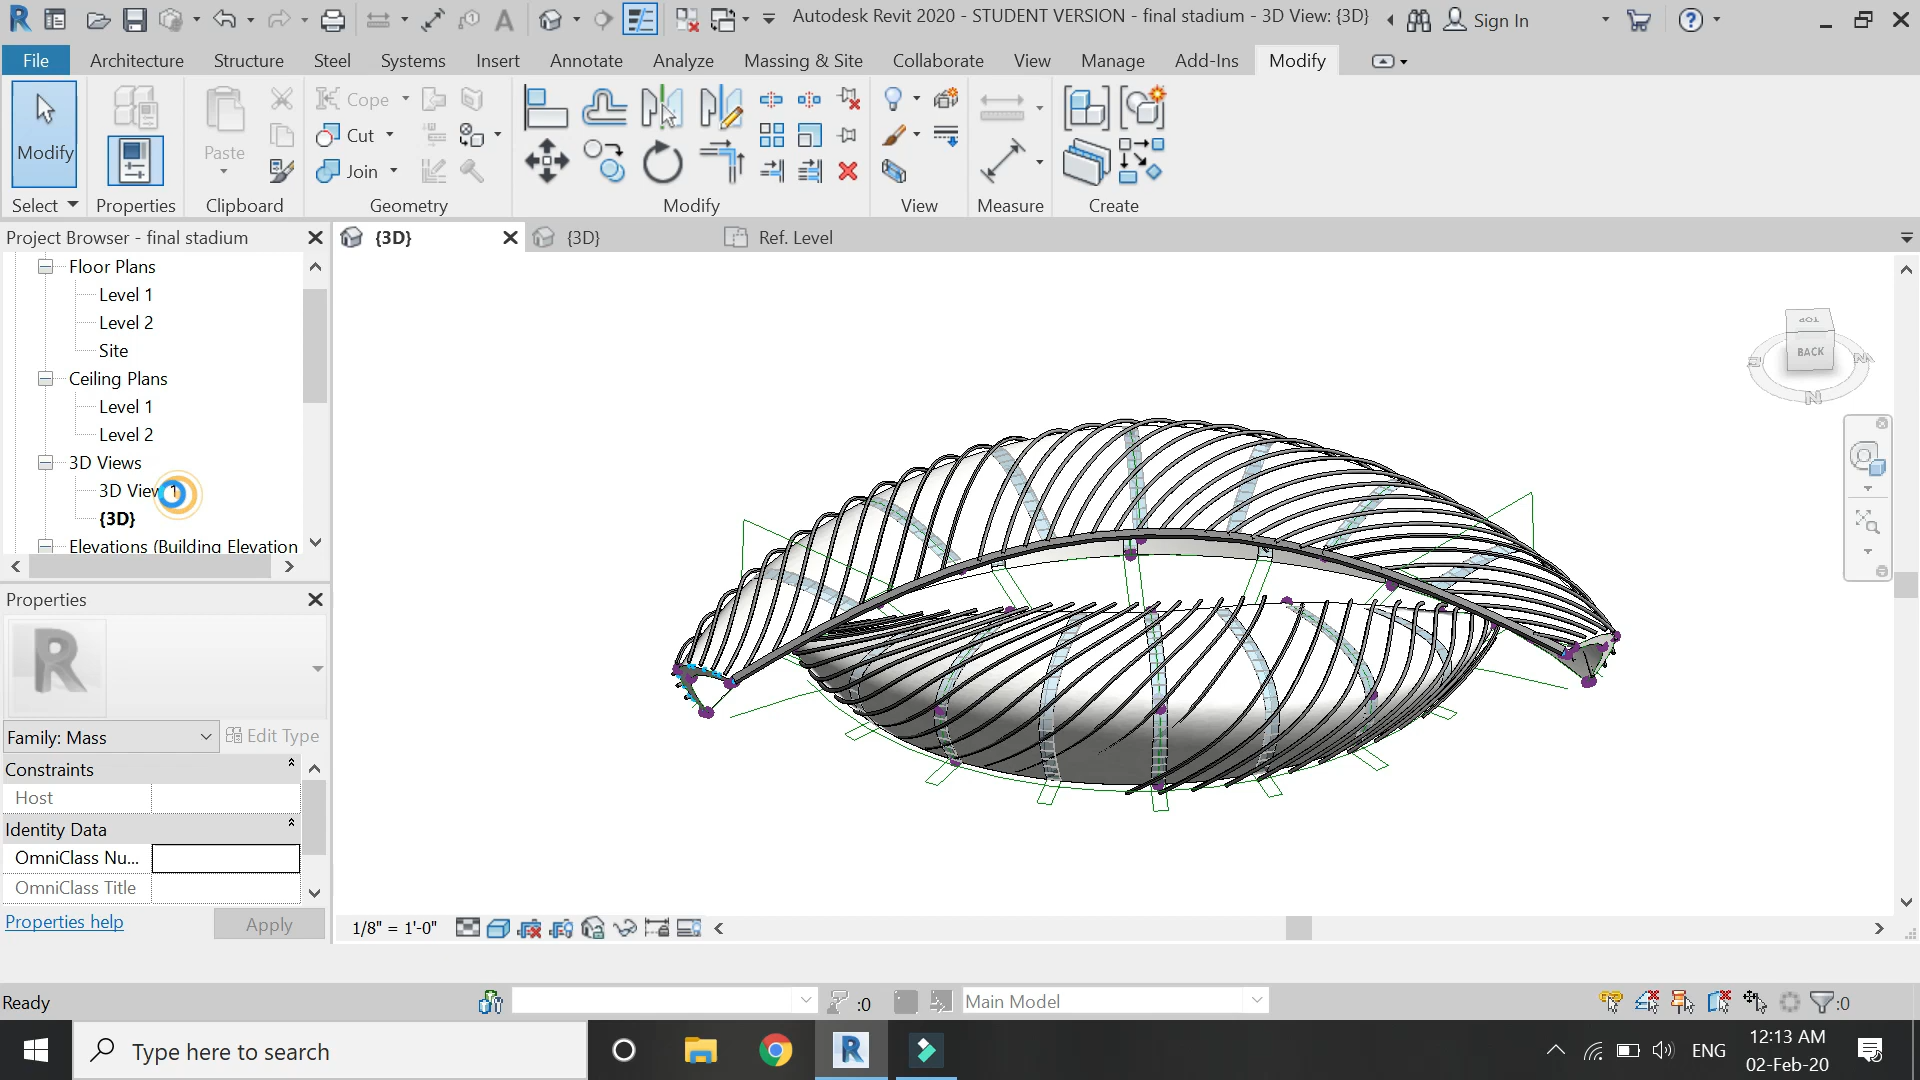 Autodesk Revit 2020 - STUDENT VERSION - final stadium - 3D View: {3D}
Sign In
File
Architecture
Structure
Steel
Systems
Insert
Annotate
Analyze
Massing & Site
Collaborate
View
Manage
Add-Ins
Modify
Modify
Paste
Cope
Cut
Join
Select
Properties
Clipboard
Geometry
Modify
View
Measure
Create
Project Browser - final stadium
{3D}
{3D}
Ref. Level
Floor Plans
Level 1
Level 2
Site
Ceiling Plans
Level 1
Level 2
3D Views
3D View 1
{3D}
Elevations (Building Elevation
TOP
BACK
N
Properties
Family: Mass
Edit Type
Constraints
Host
Identity Data
OmniClass Nu...
OmniClass Title
Properties help
Apply
1/8" = 1'-0"
Ready
:0
Main Model
:0
Type here to search
ENG
12:13 AM
02-Feb-20